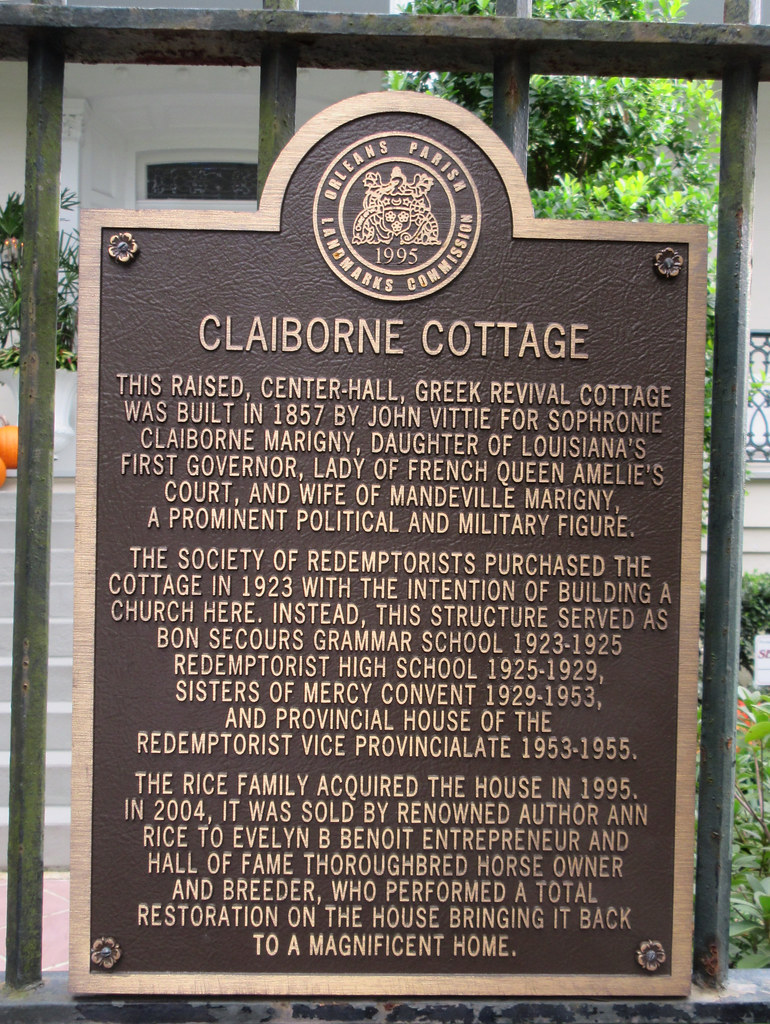 ORLEANS PARISH
LANDMARKS COMMISSION
1995
CLAIBORNE COTTAGE
THIS RAISED, CENTER-HALL, GREEK REVIVAL COTTAGE
WAS BUILT IN 1857 BY JOHN VITTIE FOR SOPHRONIE
CLAIBORNE MARIGNY, DAUGHTER OF LOUISIANA'S
FIRST GOVERNOR, LADY OF FRENCH QUEEN AMELIE'S
COURT, AND WIFE OF MANDEVILLE MARIGNY,
A PROMINENT POLITICAL AND MILITARY FIGURE.
THE SOCIETY OF REDEMPTORISTS PURCHASED THE
COTTAGE IN 1923 WITH THE INTENTION OF BUILDING A
CHURCH HERE. INSTEAD, THIS STRUCTURE SERVED AS
BON SECOURS GRAMMAR SCHOOL 1923-1925
REDEMPTORIST HIGH SCHOOL 1925-1929,
SISTERS OF MERCY CONVENT 1929-1953,
AND PROVINCIAL HOUSE OF THE
REDEMPTORIST VICE PROVINCIALATE 1953-1955.
THE RICE FAMILY ACQUIRED THE HOUSE IN 1995.
IN 2004, IT WAS SOLD BY RENOWNED AUTHOR ANN
RICE TO EVELYN B BENOIT ENTREPRENEUR AND
HALL OF FAME THOROUGHBRED HORSE OWNER
AND BREEDER, WHO PERFORMED A TOTAL
RESTORATION ON THE HOUSE BRINGING IT BACK
TO A MAGNIFICENT HOME.